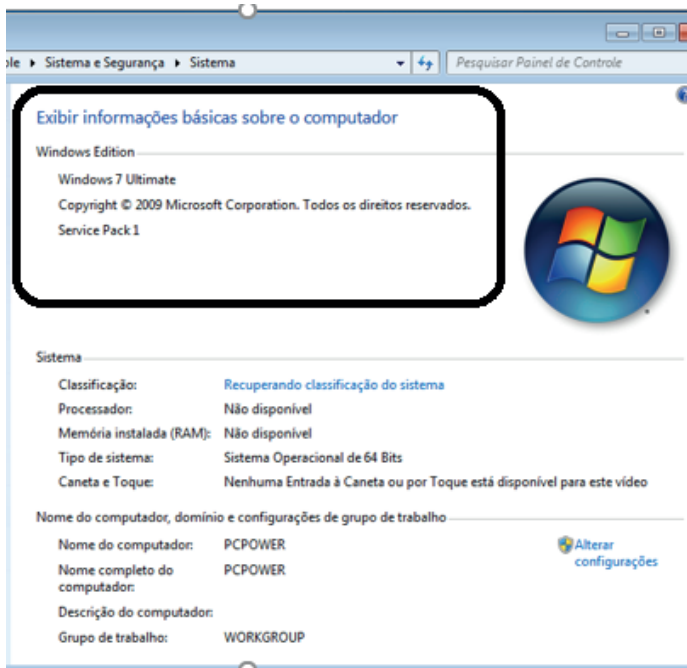 ole ▸ Sistema e Segurança ▸ Sistema Pesquisar Painel de Controle
Exibir informações básicas sobre o computador
Windows Edition
Windows 7 Ultimate
Copyright © 2009 Microsoft Corporation. Todos os direitos reservados.
Service Pack 1
Sistema
Classificação: Recuperando classificação do sistema
Processador: Não disponível
Memória instalada (RAM): Não disponível
Tipo de sistema: Sistema Operacional de 64 Bits
Caneta e Toque: Nenhuma Entrada à Caneta ou por Toque está disponível para este vídeo
Nome do computador, domínio e configurações de grupo de trabalho
Nome do computador: PCPOWER Alterar
configurações
Nome completo do PCPOWER
computador:
Descrição do computador:
Grupo de trabalho: WORKGROUP